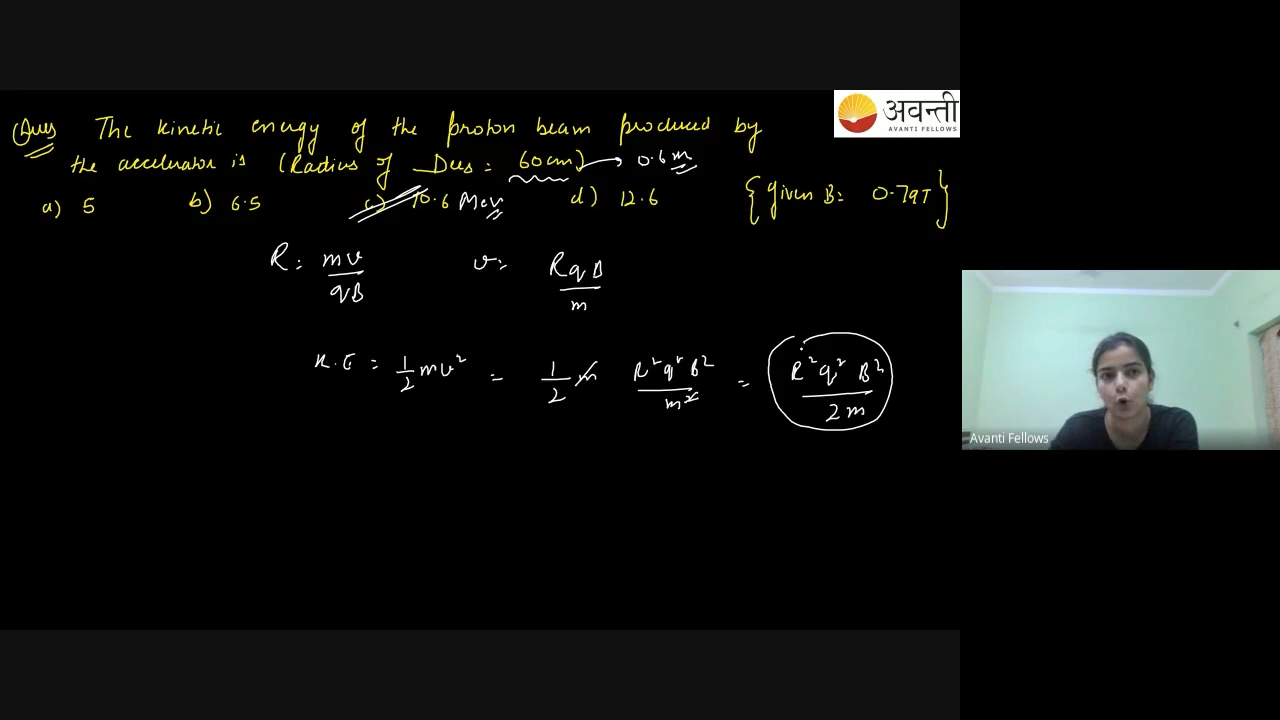 Ques The kinetic energy of the proton beam produced by
the accelerator is (Radius of Dees = 60cm) → 0.6m
a) 5 b) 6.5 c) 10.6 MeV d) 12.6 {given B = 0.79T}
R = mv/qB v = RqB/m
K.E = 1/2 mv² = 1/2 m R²q²B²/m² = R²q²B²/2m
अवन्ती
AVANTI FELLOWS
Avanti Fellows